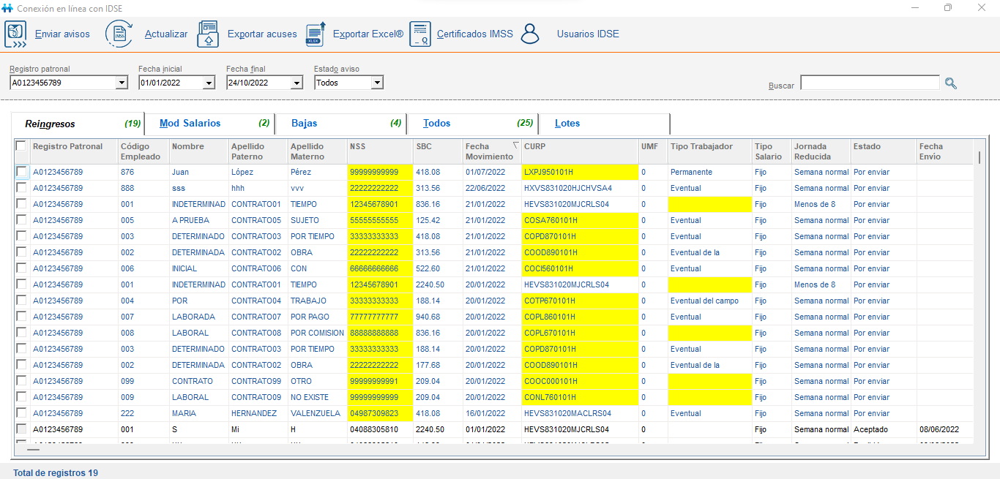 Conexión en línea con IDSE
Enviar avisos Actualizar Exportar acuses Exportar Excel® Certificados IMSS Usuarios IDSE
Registro patronal Fecha inicial Fecha final Estado aviso
A0123456789 01/01/2022 24/10/2022 Todos Buscar
Reingresos (19) Mod Salarios (2) Bajas (4) Todos (25) Lotes
Registro Patronal Código Empleado Nombre Apellido Paterno Apellido Materno NSS SBC Fecha Movimiento CURP UMF Tipo Trabajador Tipo Salario Jornada Reducida Estado Fecha Envío
A0123456789 876 Juan López Pérez 99999999999 418.08 01/07/2022 LXPJ950101H 0 Permanente Fijo Semana normal Por enviar
A0123456789 888 sss hhh vvv 22222222222 313.56 22/06/2022 HXVS831020HJCHVSA4 0 Eventual Fijo Semana normal Por enviar
A0123456789 001 INDETERMINAD CONTRATO01 TIEMPO 12345678901 836.16 21/01/2022 HEVS831020MJCRLS04 0 Fijo Menos de 8 Por enviar
A0123456789 005 A PRUEBA CONTRATO05 SUJETO 55555555555 125.42 21/01/2022 COSA760101H 0 Eventual Fijo Semana normal Por enviar
A0123456789 003 DETERMINADO CONTRATO03 POR TIEMPO 33333333333 418.08 21/01/2022 COPD870101H 0 Eventual Fijo Semana normal Por enviar
A0123456789 002 DETERMINADA CONTRATO02 OBRA 22222222222 313.56 21/01/2022 COOD890101H 0 Eventual de la Fijo Semana normal Por enviar
A0123456789 006 INICIAL CONTRATO06 CON 66666666666 522.60 21/01/2022 COCI560101H 0 Eventual Fijo Semana normal Por enviar
A0123456789 001 INDETERMINAD CONTRATO01 TIEMPO 12345678901 2240.50 20/01/2022 HEVS831020MJCRLS04 0 Fijo Menos de 8 Por enviar
A0123456789 004 POR CONTRATO04 TRABAJO 33333333333 188.14 20/01/2022 COTP670101H 0 Eventual del campo Fijo Semana normal Por enviar
A0123456789 007 LABORADA CONTRATO07 POR PAGO 77777777777 940.68 20/01/2022 COPL860101H 0 Eventual Fijo Semana normal Por enviar
A0123456789 008 LABORAL CONTRATO08 POR COMISION 88888888888 836.16 20/01/2022 COPL670101H 0 Fijo Semana normal Por enviar
A0123456789 003 DETERMINADO CONTRATO03 POR TIEMPO 33333333333 188.14 20/01/2022 COPD870101H 0 Eventual Fijo Semana normal Por enviar
A0123456789 002 DETERMINADA CONTRATO02 OBRA 22222222222 177.68 20/01/2022 COOD890101H 0 Eventual de la Fijo Semana normal Por enviar
A0123456789 099 CONTRATO CONTRATO99 OTRO 99999999991 209.04 20/01/2022 COOC000101H 0 Fijo Semana normal Por enviar
A0123456789 009 LABORAL CONTRATO09 NO EXISTE 99999999999 209.04 20/01/2022 CONL760101H 0 Fijo Semana normal Por enviar
A0123456789 222 MARIA HERNANDEZ VALENZUELA 04987309823 418.08 16/01/2022 HEVS831020MACLRS04 0 Eventual Fijo Semana normal Por enviar
A0123456789 001 S Mi H 04088305810 2240.50 01/01/2022 HEVS831020MJCRLS04 0 Fijo Semana normal Aceptado 08/06/2022
Total de registros 19